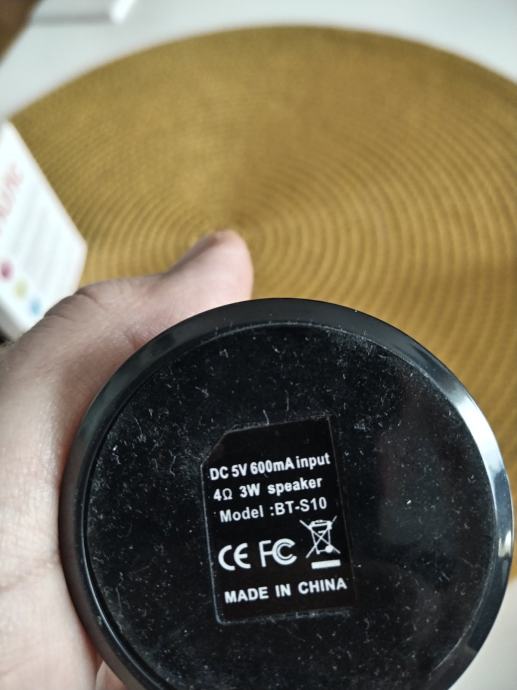 DC 5V 600mA input
4Ω 3W speaker
Model :BT-S10
CE FC
MADE IN CHINA